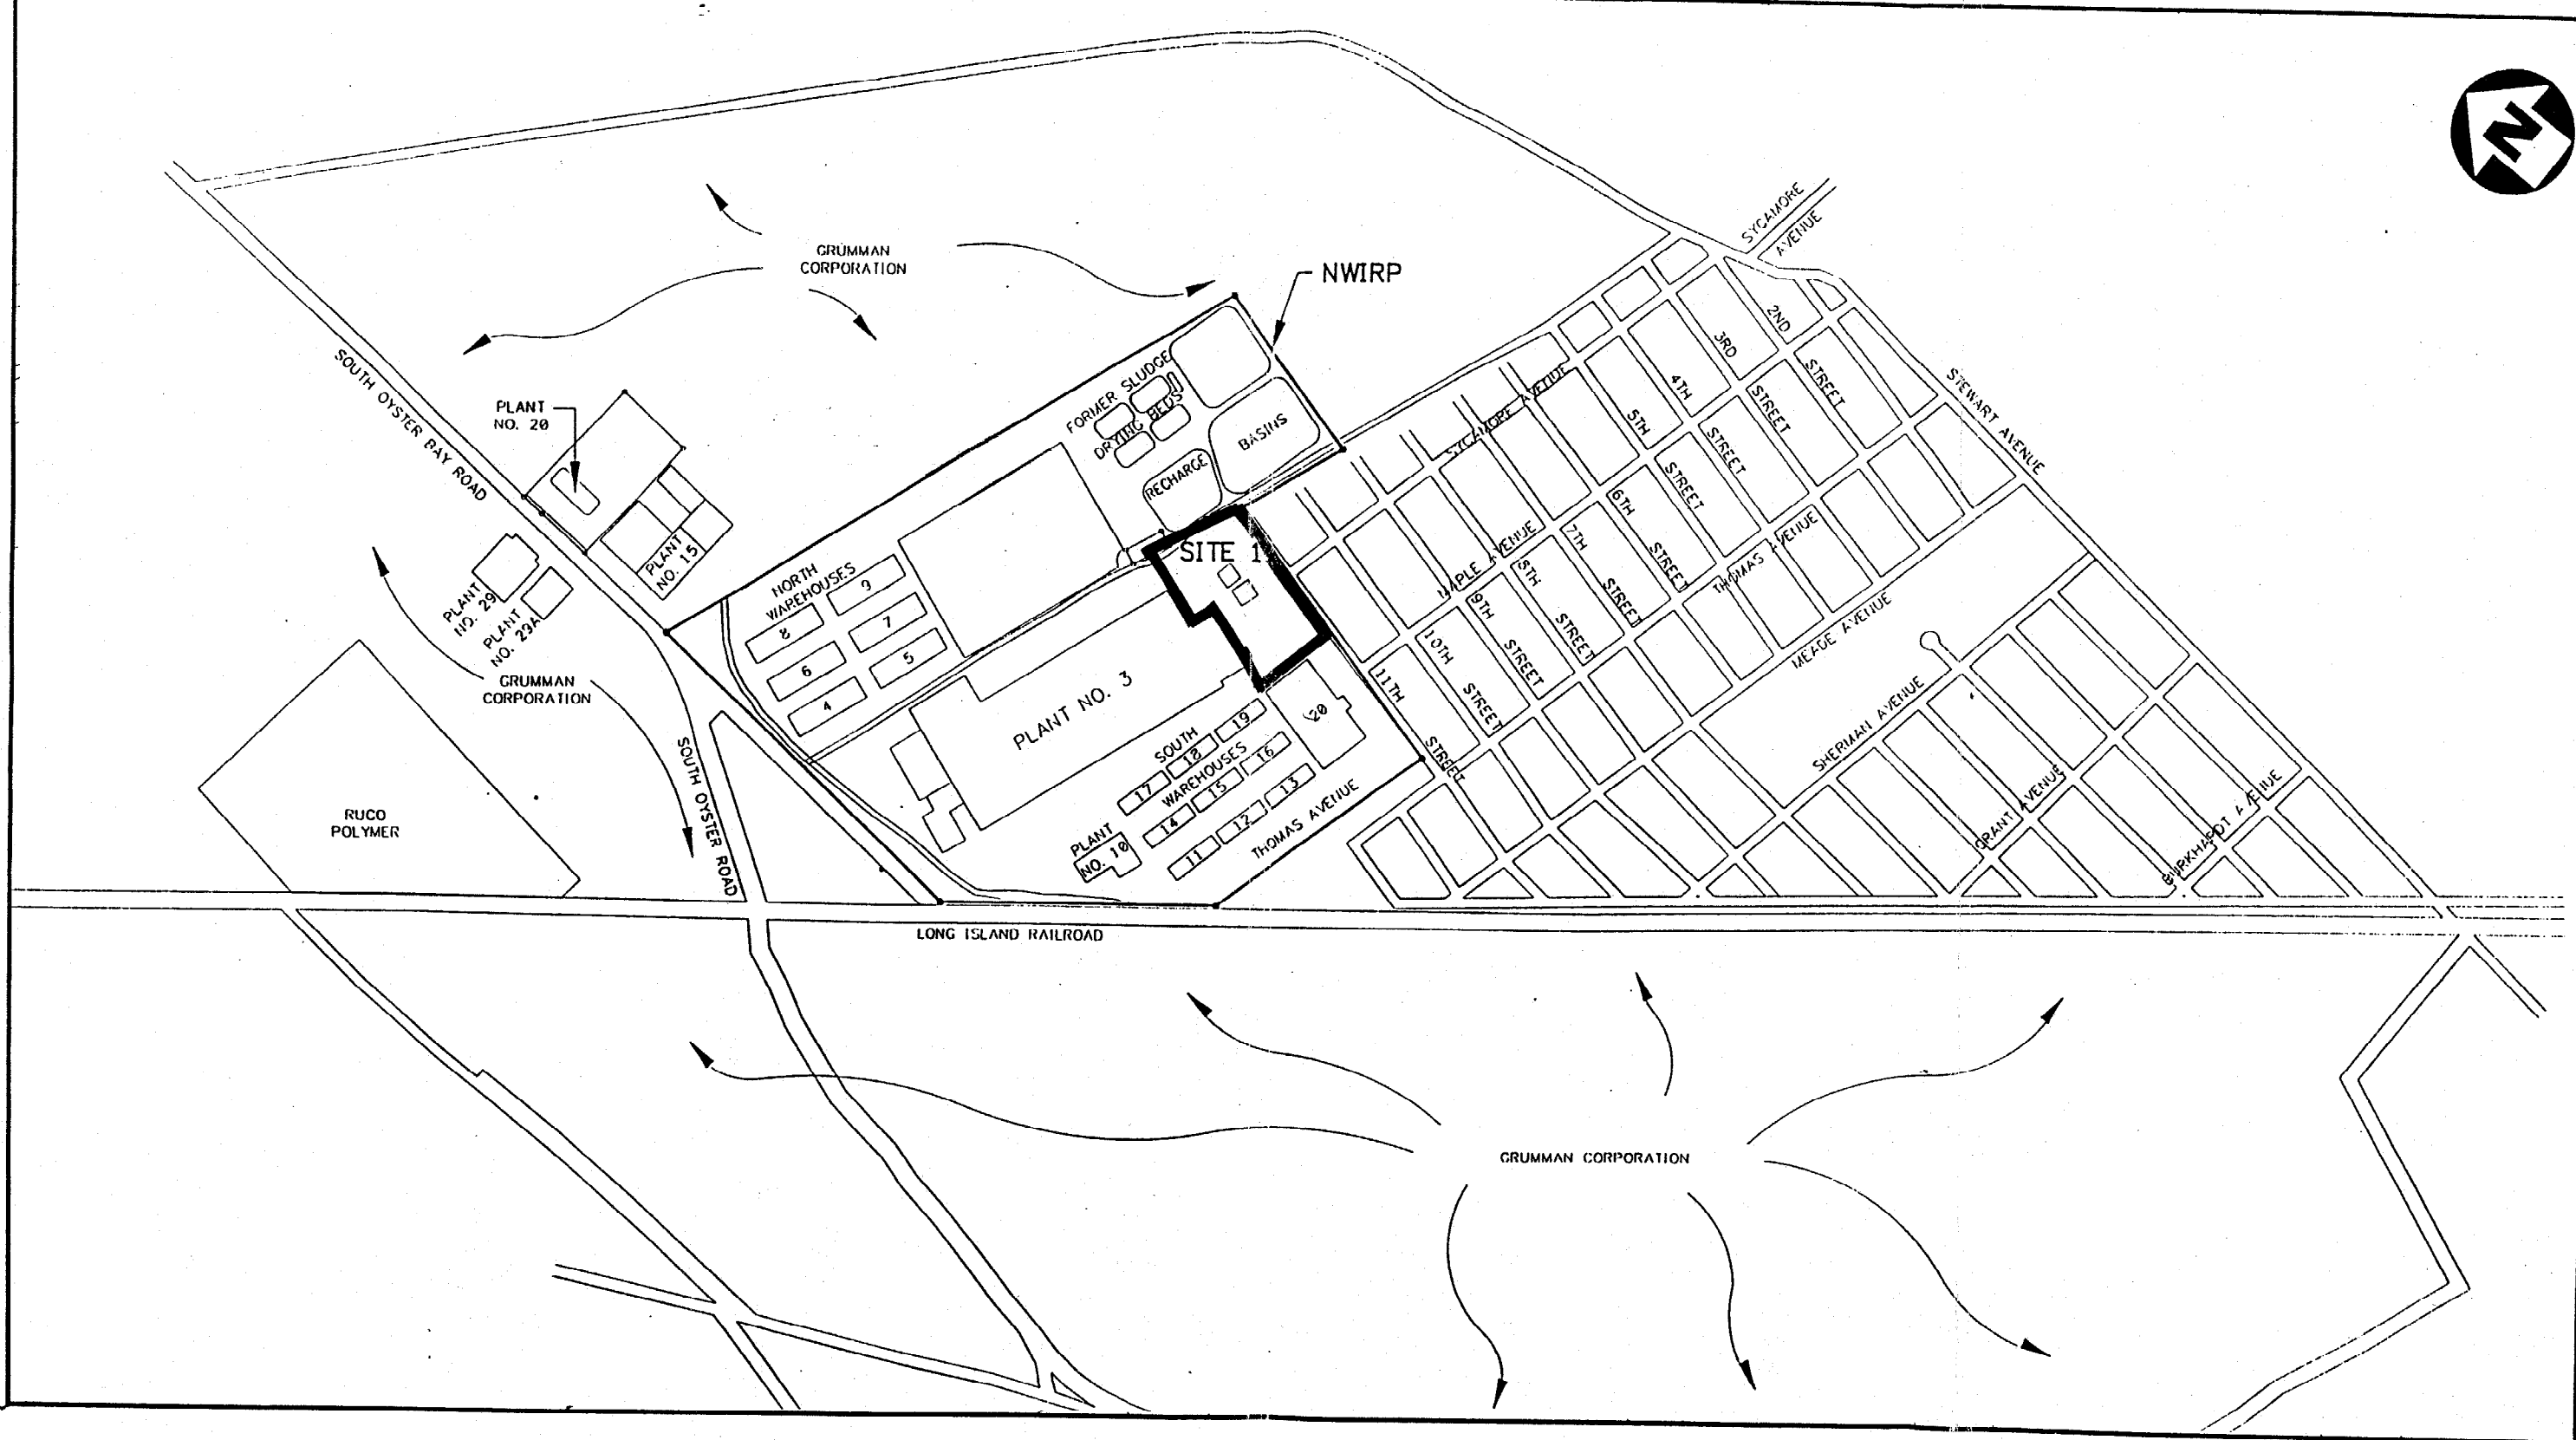 N
SYCAMORE
AVENUE
GRUMMAN
CORPORATION
NWIRP
2ND
STREET
3RD
STREET
4TH
STREET
5TH
STREET
6TH
STREET
7TH
STREET
8TH
STREET
9TH
STREET
10TH
STREET
11TH
STREET
SOUTH OYSTER BAY ROAD
PLANT
NO. 20
FORMER SLUDGE
DRYING BEDS
BASINS
RECHARGE
SYCAMORE AVENUE
STEWART AVENUE
PLANT
NO. 15
SITE 1
MAPLE AVENUE
THOMAS AVENUE
MEADE AVENUE
NORTH
WAREHOUSES
9
8
7
6
5
4
PLANT
NO. 29
PLANT
NO. 29A
GRUMMAN
CORPORATION
PLANT NO. 3
SOUTH
WAREHOUSES
20
19
18
17
16
15
14
13
12
11
PLANT
NO. 10
THOMAS AVENUE
SHERMAN AVENUE
GRANT AVENUE
BURKHARDT AVENUE
SOUTH OYSTER ROAD
RUCO
POLYMER
LONG ISLAND RAILROAD
GRUMMAN CORPORATION